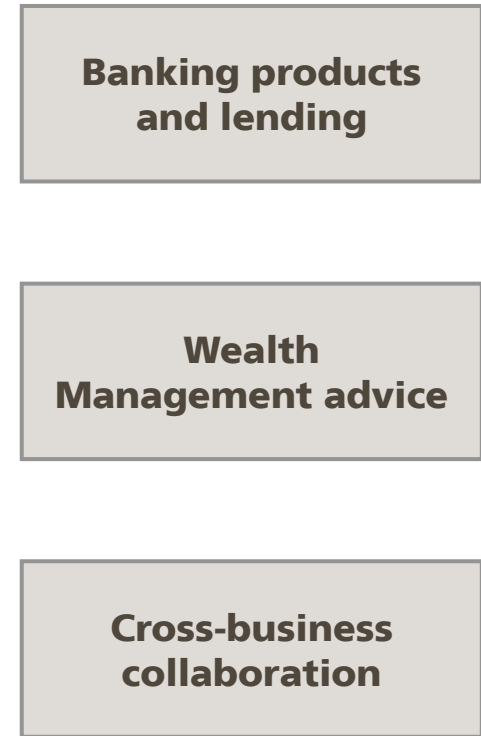 Banking products
and lending
Wealth
Management advice
Cross-business
collaboration